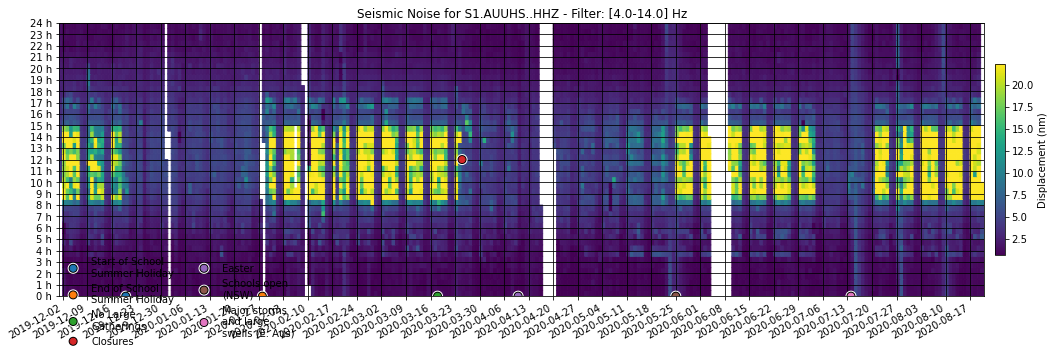 Seismic Noise for S1.AUUHS..HHZ - Filter: [4.0-14.0] Hz
24 h
23 h
22 h
21 h
20 h
19 h
18 h
17 h
16 h
15 h
14 h
13 h
12 h
11 h
10 h
9 h
8 h
7 h
6 h
5 h
4 h
3 h
2 h
1 h
0 h
20.0
17.5
15.0
12.5
10.0
7.5
5.0
2.5
Displacement (nm)
Start of School
Summer Holiday
End of School
Summer Holiday
No Large
Gatherings
Closures
Easter
Schools open
(NSW)
Major storms
and large
swells (E. Aus)
2019-12-02
2019-12-30
2020-01-06
2020-01-13
2020-02-10
2020-02-17
2020-02-24
2020-03-02
2020-03-09
2020-03-16
2020-03-23
2020-03-30
2020-04-06
2020-04-13
2020-04-20
2020-04-27
2020-05-04
2020-05-11
2020-05-18
2020-05-25
2020-06-01
2020-06-08
2020-06-15
2020-06-22
2020-06-29
2020-07-06
2020-07-13
2020-07-20
2020-07-27
2020-08-03
2020-08-10
2020-08-17